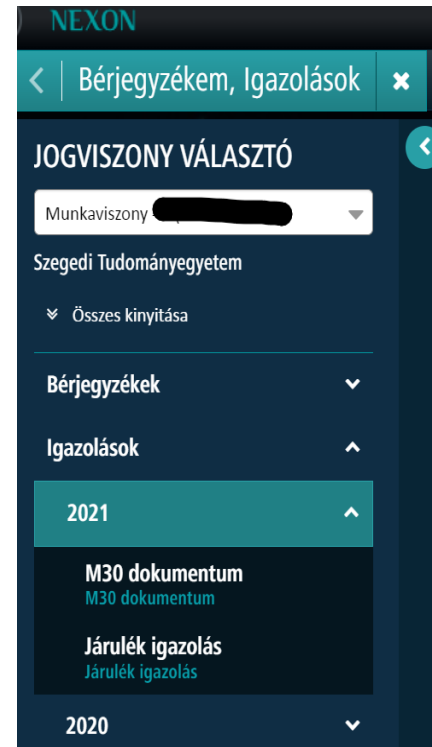 NEXON
Bérjegyzékem, Igazolások
JOGVISZONY VÁLASZTÓ
Munkaviszony
Szegedi Tudományegyetem
Összes kinyitása
Bérjegyzékek
Igazolások
2021
M30 dokumentum
M30 dokumentum
Járulék igazolás
Járulék igazolás
2020